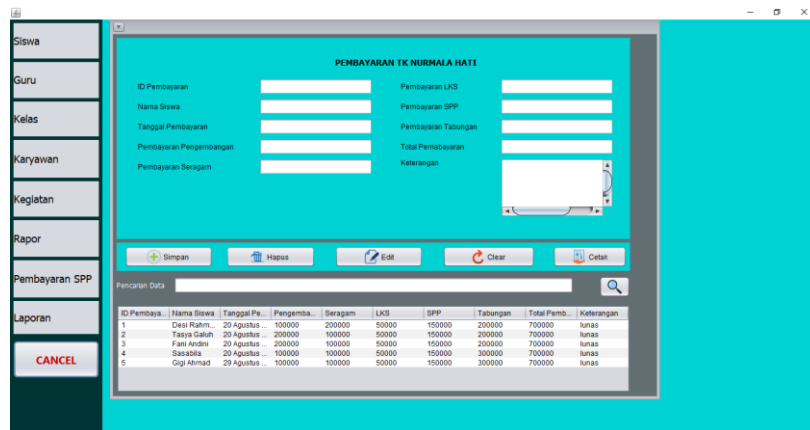 Siswa
Guru
Kelas
Karyawan
Kegiatan
Rapor
Pembayaran SPP
Laporan
CANCEL
PEMBAYARAN TK NURMALA HATI
ID Pembayaran
Nama Siswa
Tanggal Pembayaran
Pembayaran Pengembangan
Pembayaran Seragam
Pembayaran LKS
Pembayaran SPP
Pembayaran Tabungan
Total Pemabayaran
Keterangan
Simpan Hapus Edit Clear Cetak
Pencarian Data
ID Pembaya... Nama Siswa Tanggal Pe... Pengemba... Seragam LKS SPP Tabungan Total Pemb... Keterangan
1 Desi Rahm... 20 Agustus ... 100000 200000 50000 150000 200000 700000 lunas
2 Tasya Galuh 20 Agustus ... 200000 100000 50000 150000 200000 700000 lunas
3 Fani Andini 20 Agustus ... 200000 100000 50000 150000 200000 700000 lunas
4 Sasabila 20 Agustus ... 100000 100000 50000 150000 300000 700000 lunas
5 Gigi Ahmad 29 Agustus ... 100000 100000 50000 150000 300000 700000 lunas